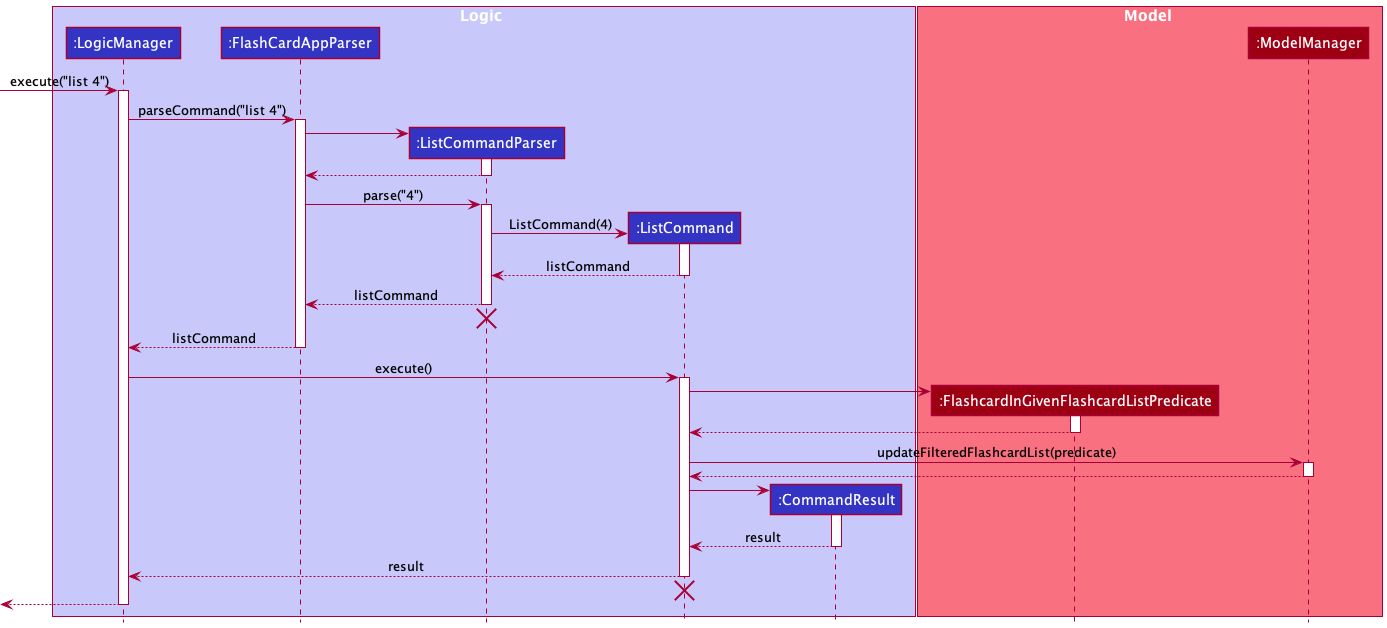 Logic
Model
:LogicManager
:FlashCardAppParser
:ModelManager
execute("list 4")
parseCommand("list 4")
:ListCommandParser
parse("4")
ListCommand(4)
:ListCommand
listCommand
listCommand
listCommand
execute()
:FlashcardInGivenFlashcardListPredicate
updateFilteredFlashcardList(predicate)
:CommandResult
result
result